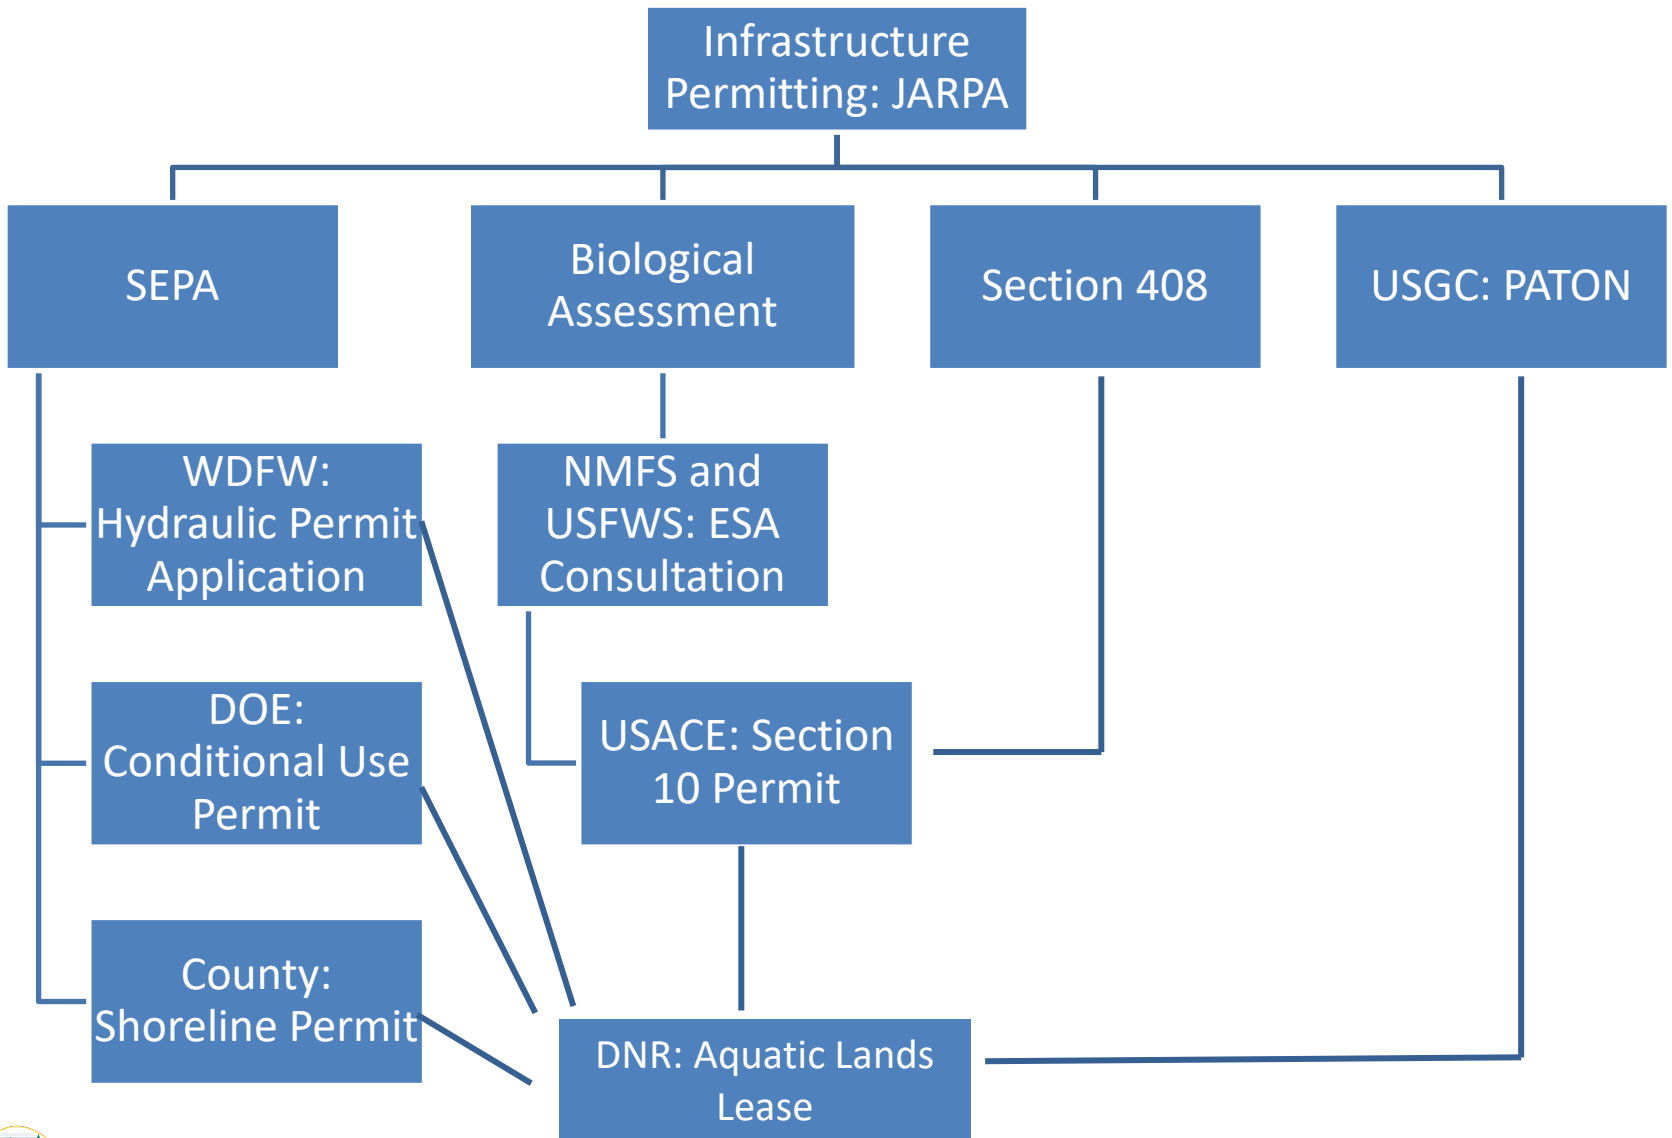 Infrastructure
Permitting: JARPA
SEPA
Biological
Assessment
Section 408
USGC: PATON
WDFW:
Hydraulic Permit
Application
NMFS and
USFWS: ESA
Consultation
DOE:
Conditional Use
Permit
USACE: Section
10 Permit
County:
Shoreline Permit
DNR: Aquatic Lands
Lease